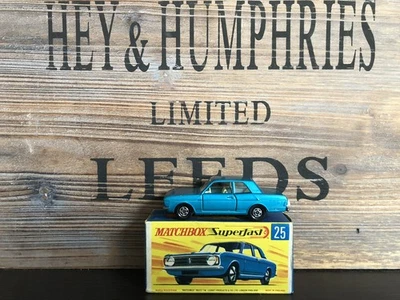 HEY & HUMPHRIES
LIMITED
LEEDS
MATCHBOX Superfast 25